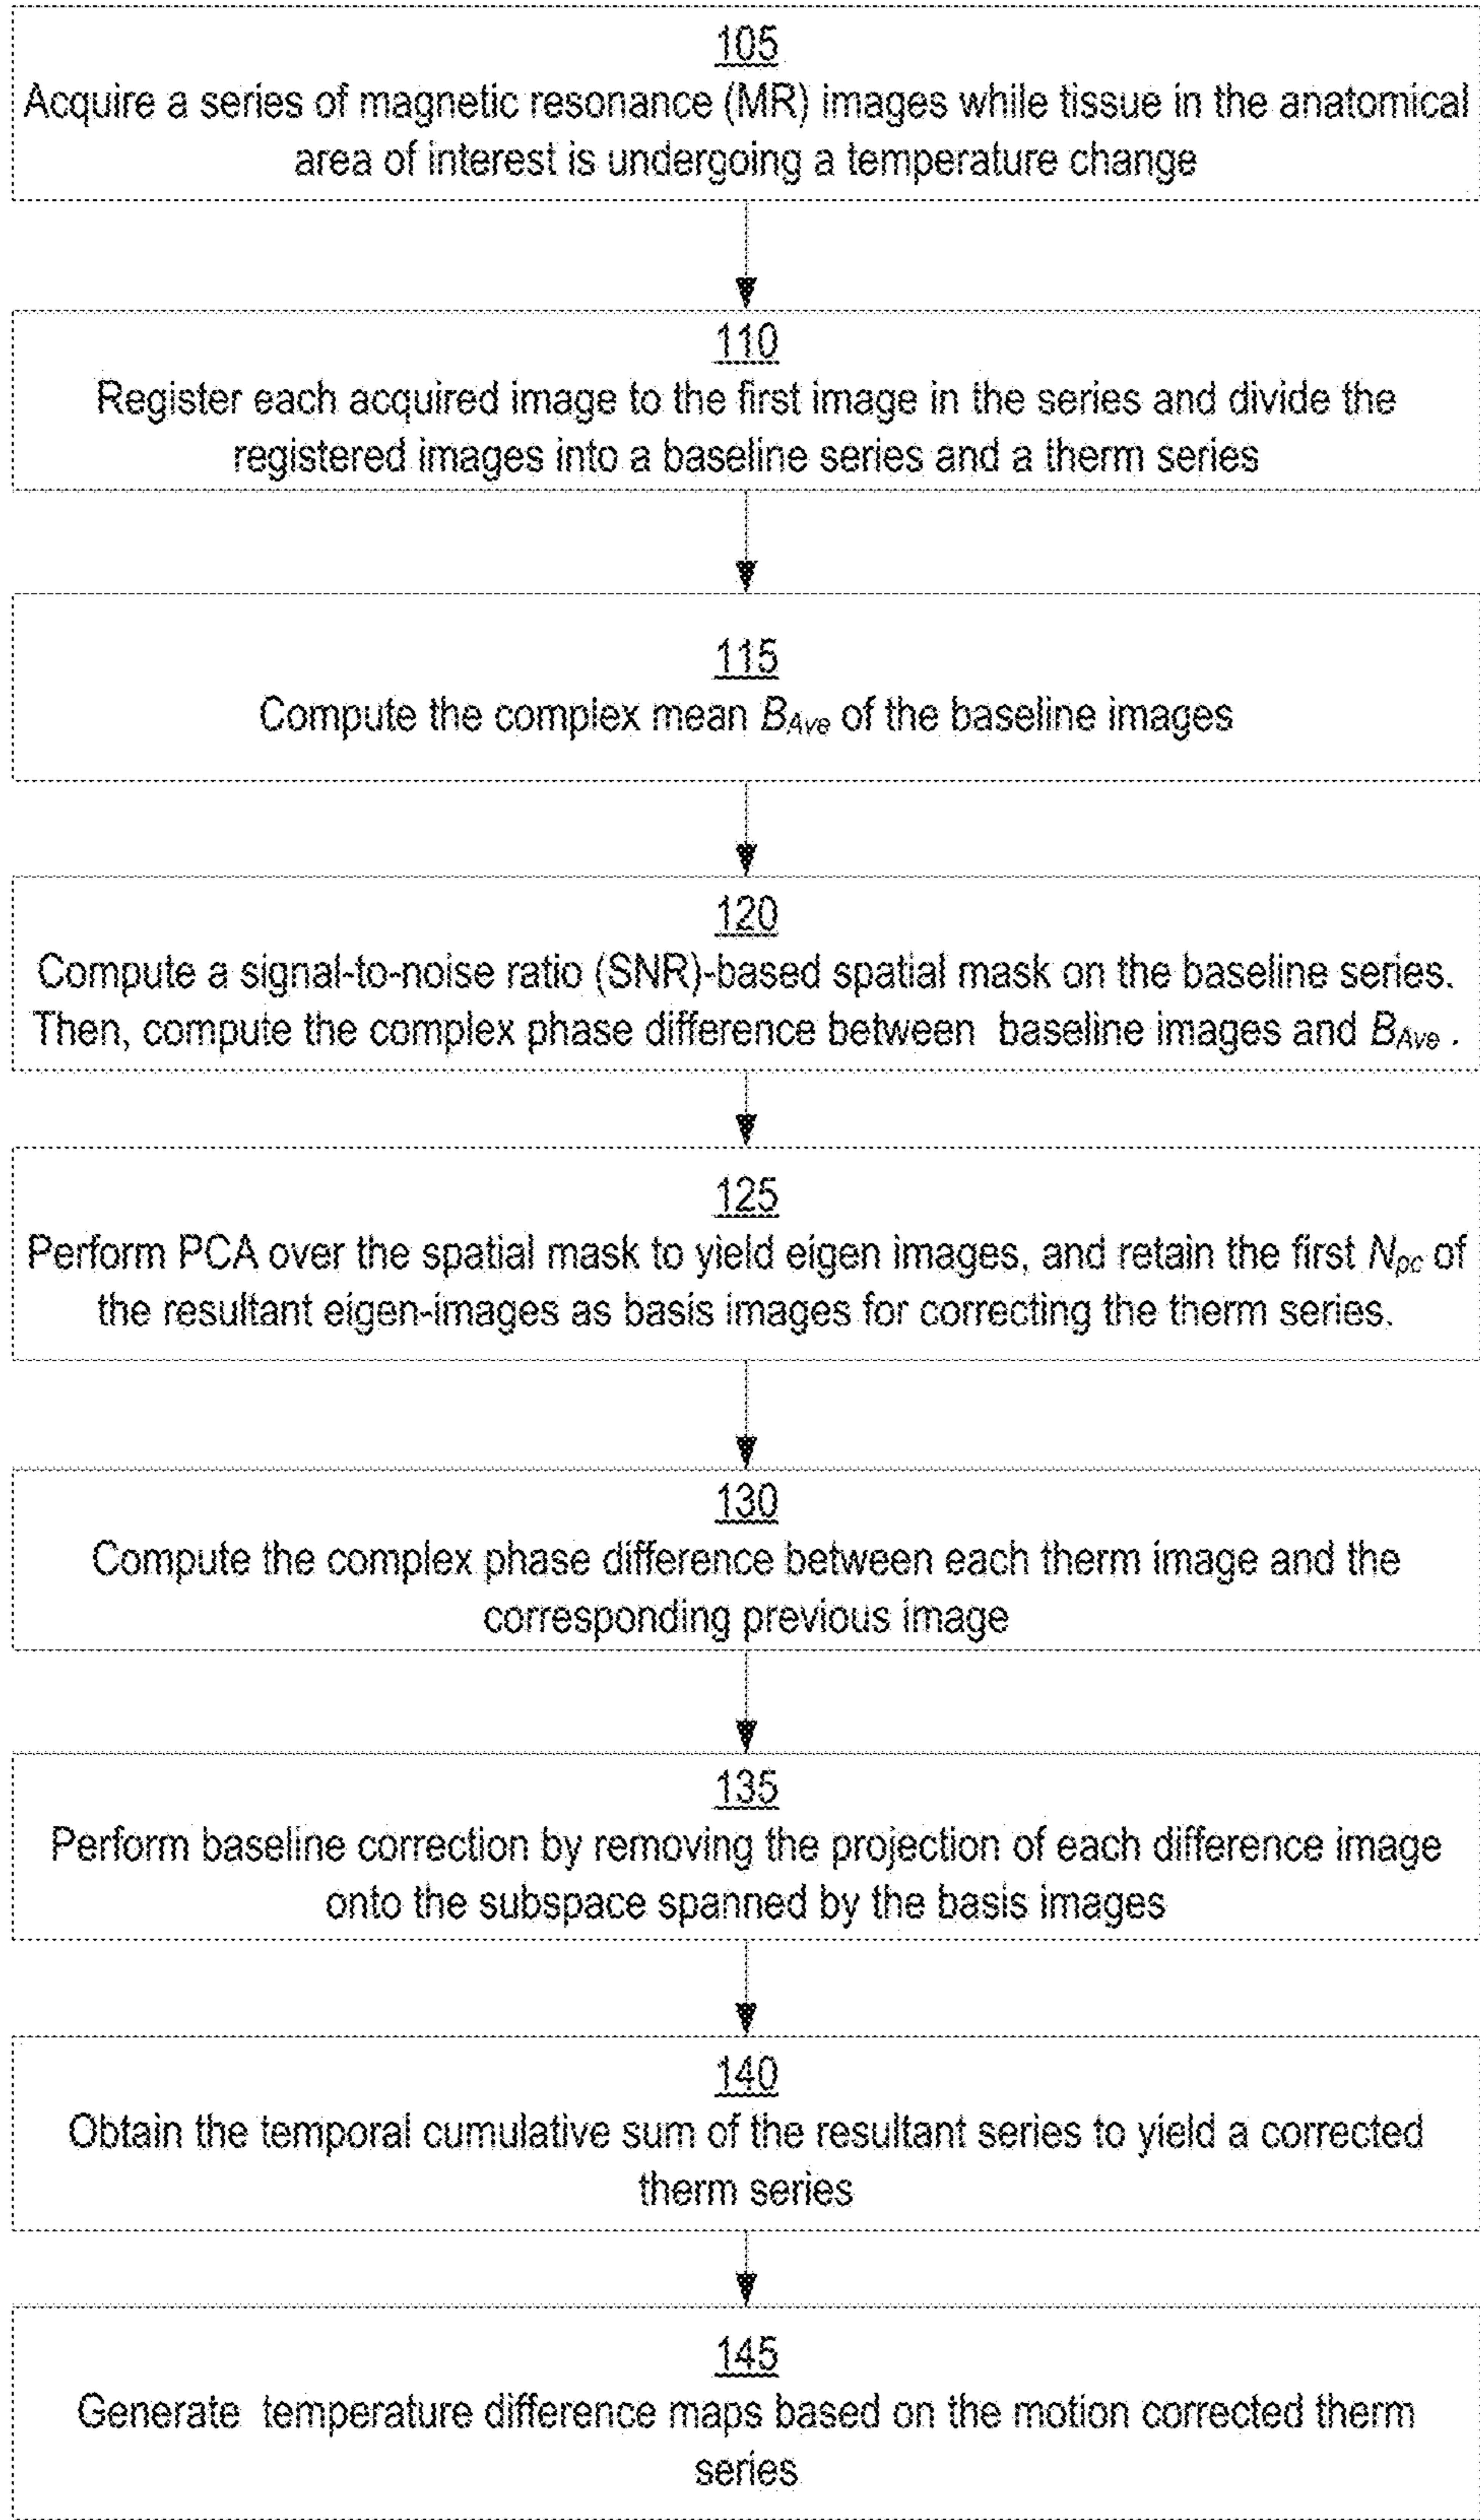 105
Acquire a series of magnetic resonance (MR) images while tissue in the anatomical
area of interest is undergoing a temperature change
110
Register each acquired image to the first image in the series and divide the
registered images into a baseline series and a therm series
115
Compute the complex mean BAve of the baseline images
120
Compute a signal-to-noise ratio (SNR)-based spatial mask on the baseline series.
Then, compute the complex phase difference between baseline images and BAve .
125
Perform PCA over the spatial mask to yield eigen images, and retain the first Npc of
the resultant eigen-images as basis images for correcting the therm series.
130
Compute the complex phase difference between each therm image and the
corresponding previous image
135
Perform baseline correction by removing the projection of each difference image
onto the subspace spanned by the basis images
140
Obtain the temporal cumulative sum of the resultant series to yield a corrected
therm series
145
Generate temperature difference maps based on the motion corrected therm
series